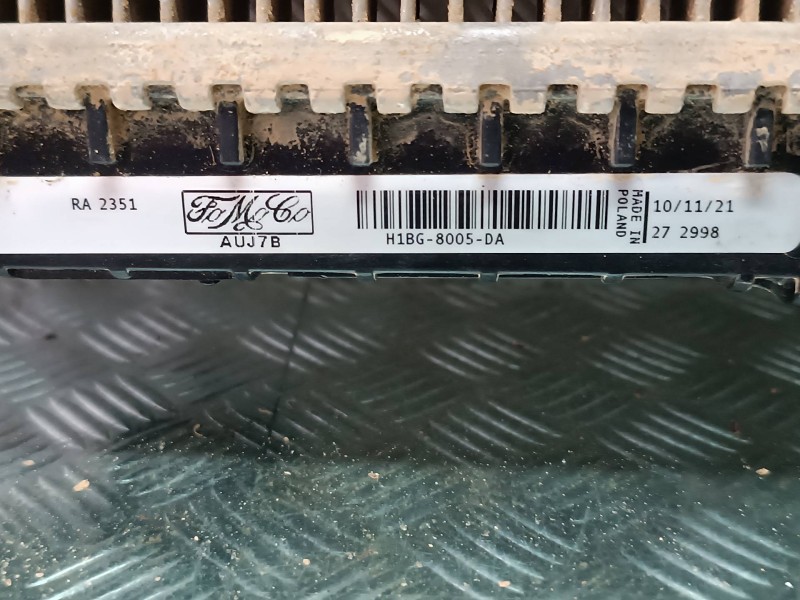 RA 2351
FoMoCo
AUJ7B
H1BG-8005-DA
MADE IN
POLAND
10/11/21
27 2998